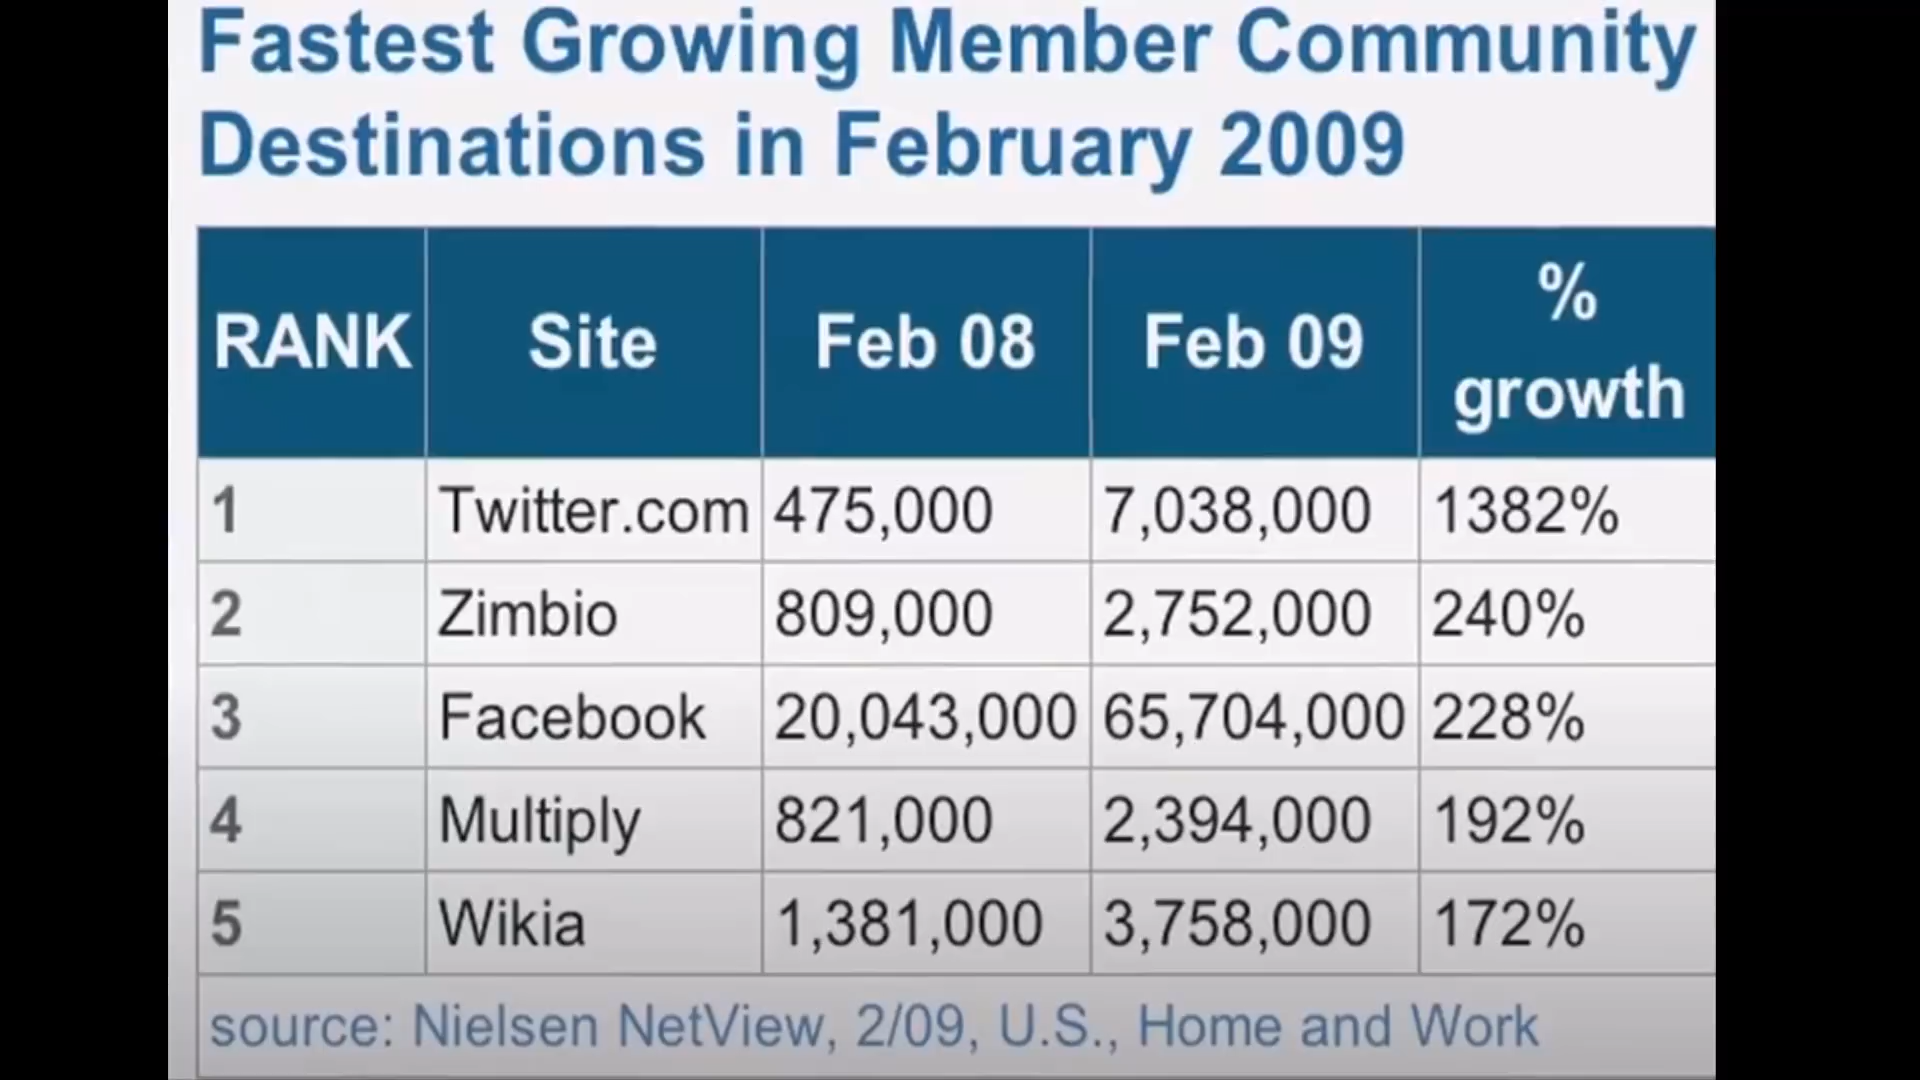 Fastest Growing Member Community
Destinations in February 2009
RANK Site Feb 08 Feb 09 % growth
1 Twitter.com 475,000 7,038,000 1382%
2 Zimbio 809,000 2,752,000 240%
3 Facebook 20,043,000 65,704,000 228%
4 Multiply 821,000 2,394,000 192%
5 Wikia 1,381,000 3,758,000 172%
source: Nielsen NetView, 2/09, U.S., Home and Work